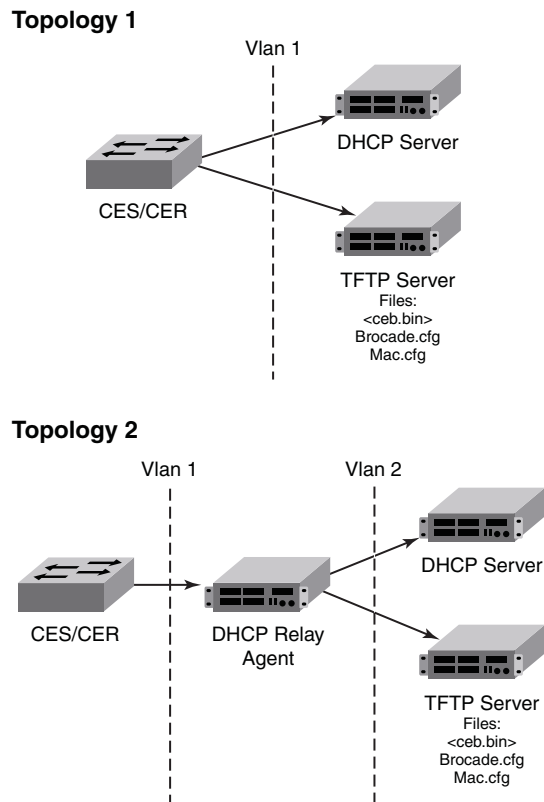 Topology 1
Vlan 1
DHCP Server
CES/CER
TFTP Server
Files:
<ceb.bin>
Brocade.cfg
Mac.cfg
Topology 2
Vlan 1
Vlan 2
DHCP Server
CES/CER
DHCP Relay
Agent
TFTP Server
Files:
<ceb.bin>
Brocade.cfg
Mac.cfg